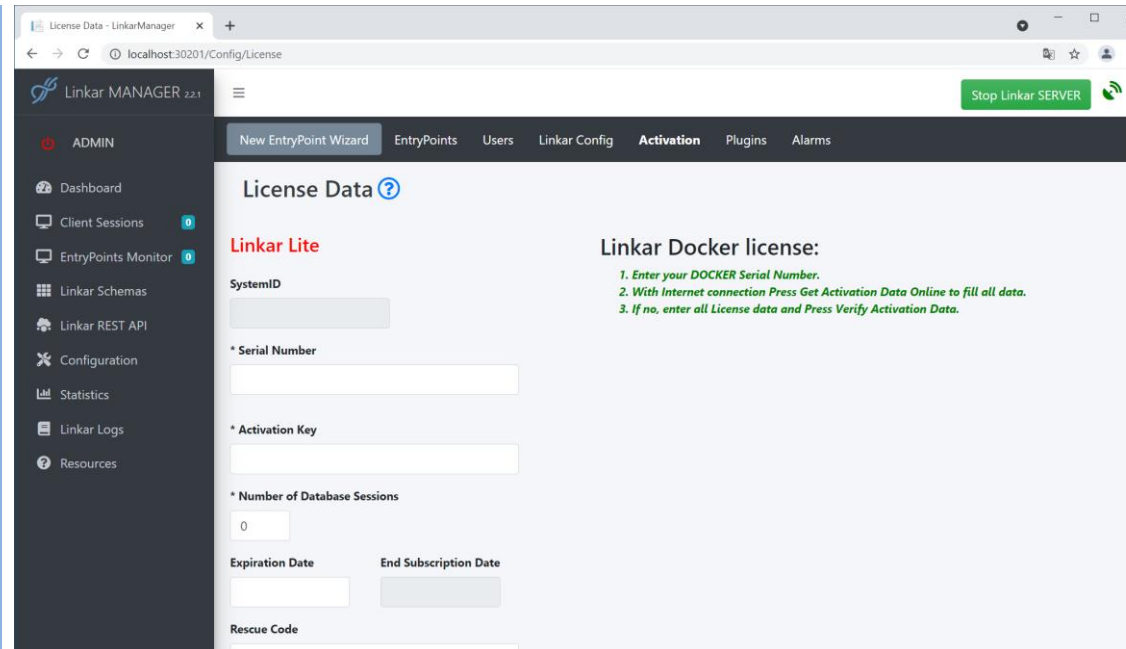 License Data - LinkarManager
localhost:30201/Config/License
Linkar MANAGER 2.2.1
Stop Linkar SERVER
ADMIN
New EntryPoint Wizard EntryPoints Users Linkar Config Activation Plugins Alarms
Dashboard
Client Sessions 0
EntryPoints Monitor 0
Linkar Schemas
Linkar REST API
Configuration
Statistics
Linkar Logs
Resources
License Data ?
Linkar Lite
SystemID
* Serial Number
* Activation Key
* Number of Database Sessions
0
Expiration Date End Subscription Date
Rescue Code
Linkar Docker license:
1. Enter your DOCKER Serial Number.
2. With Internet connection Press Get Activation Data Online to fill all data.
3. If no, enter all License data and Press Verify Activation Data.